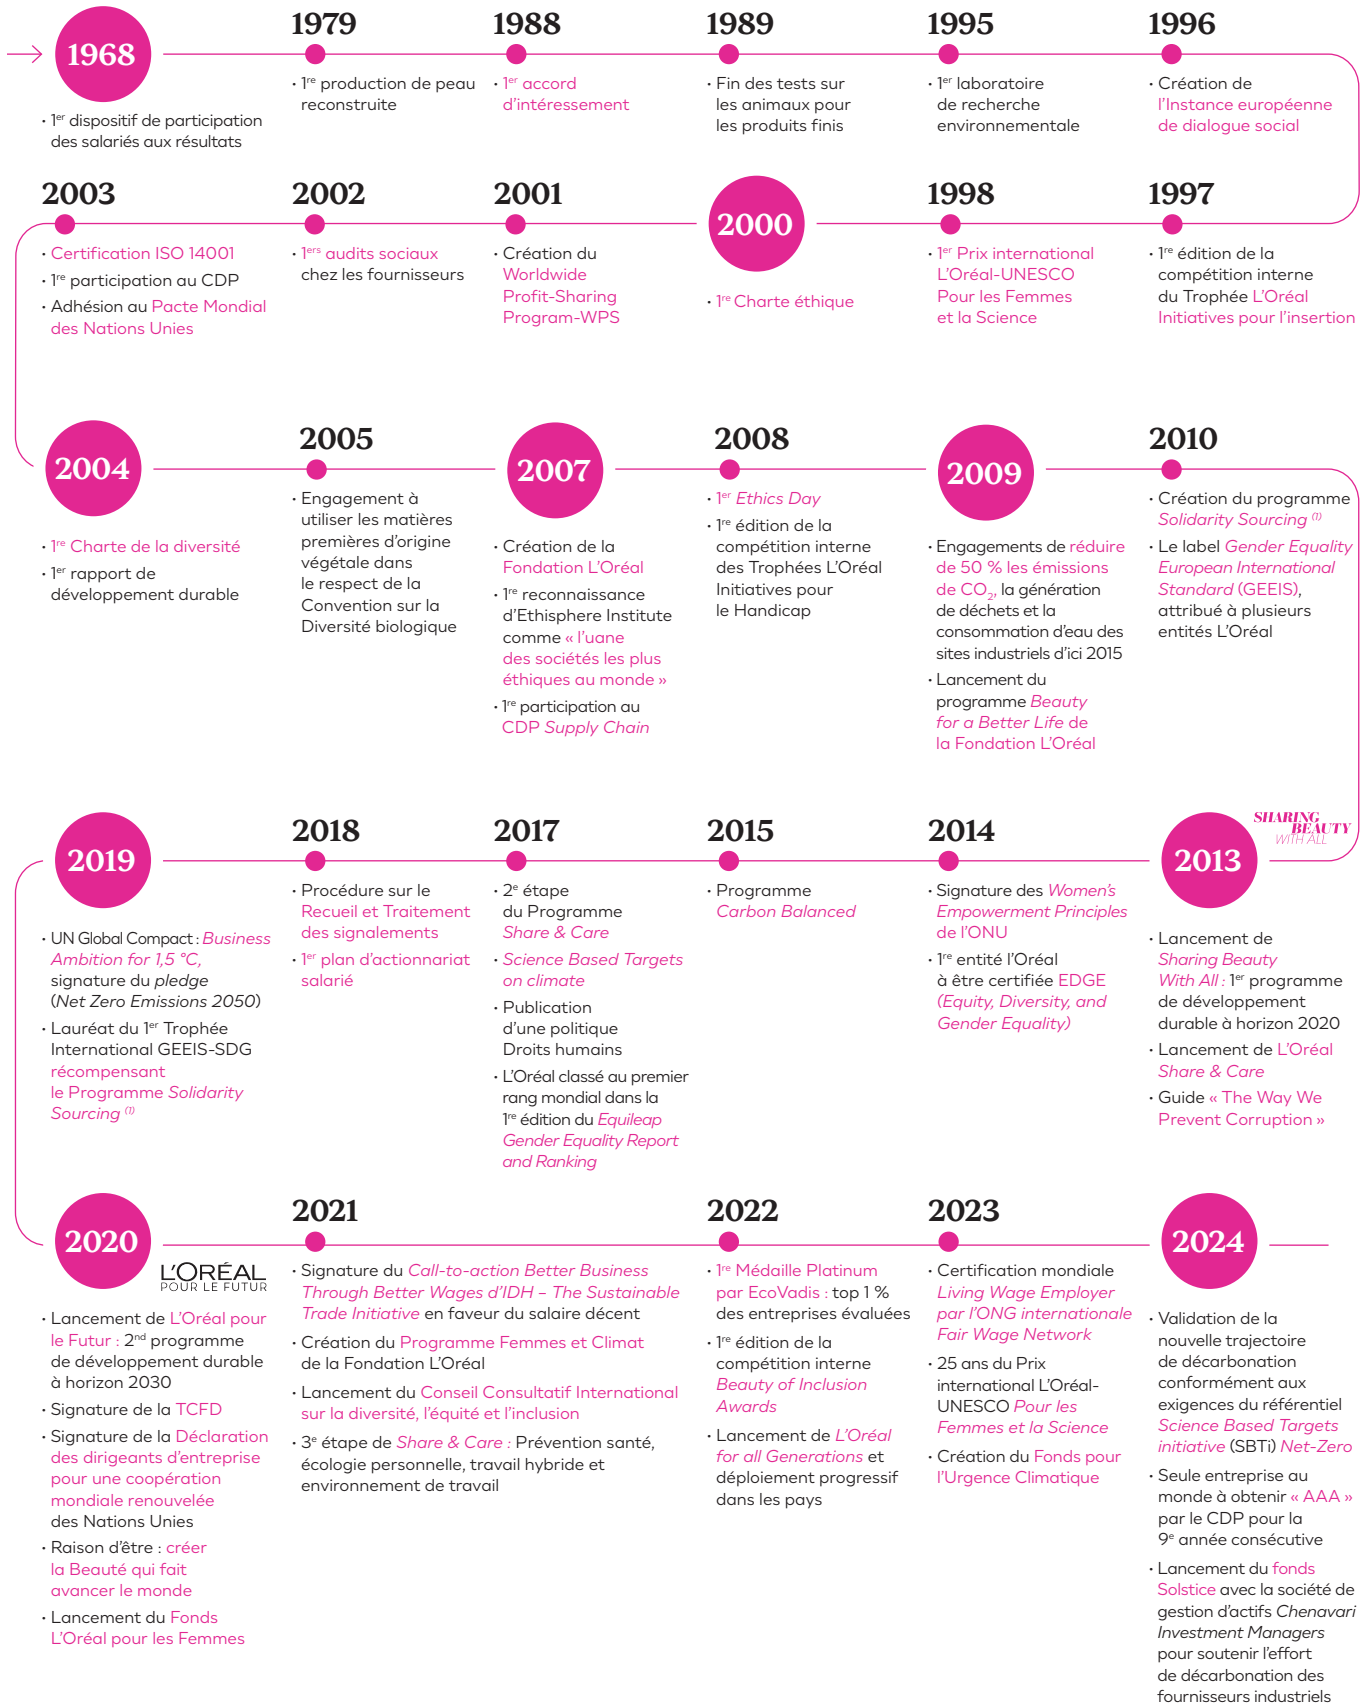 1968
· 1er dispositif de participation
des salariés aux résultats
1979
· 1re production de peau
reconstruite
1988
· 1er accord
d'intéressement
1989
· Fin des tests sur
les animaux pour
les produits finis
1995
· 1er laboratoire
de recherche
environnementale
1996
· Création de
l'Instance européenne
de dialogue social
1997
· 1re édition de la
compétition interne
du Trophée L'Oréal
Initiatives pour l'insertion
1998
· 1er Prix international
L'Oréal-UNESCO
Pour les Femmes
et la Science
2000
· 1re Charte éthique
2001
· Création du
Worldwide
Profit-Sharing
Program-WPS
2002
· 1ers audits sociaux
chez les fournisseurs
2003
· Certification ISO 14001
· 1re participation au CDP
· Adhésion au Pacte Mondial
des Nations Unies
2004
· 1re Charte de la diversité
· 1er rapport de
développement durable
2005
· Engagement à
utiliser les matières
premières d'origine
végétale dans
le respect de la
Convention sur la
Diversité biologique
2007
· Création de la
Fondation L'Oréal
· 1re reconnaissance
d'Ethisphere Institute
comme « l'uane
des sociétés les plus
éthiques au monde »
· 1re participation au
CDP Supply Chain
2008
· 1er Ethics Day
· 1re édition de la
compétition interne
des Trophées L'Oréal
Initiatives pour
le Handicap
2009
· Engagements de réduire
de 50 % les émissions
de CO2, la génération
de déchets et la
consommation d'eau des
sites industriels d'ici 2015
· Lancement du
programme Beauty
for a Better Life de
la Fondation L'Oréal
2010
· Création du programme
Solidarity Sourcing (1)
· Le label Gender Equality
European International
Standard (GEEIS),
attribué à plusieurs
entités L'Oréal
SHARING
BEAUTY
WITH ALL
2013
· Lancement de
Sharing Beauty
With All : 1er programme
de développement
durable à horizon 2020
· Lancement de L'Oréal
Share & Care
· Guide « The Way We
Prevent Corruption »
2014
· Signature des Women's
Empowerment Principles
de l'ONU
· 1re entité l'Oréal
à être certifiée EDGE
(Equity, Diversity, and
Gender Equality)
2015
· Programme
Carbon Balanced
2017
· 2e étape
du Programme
Share & Care
· Science Based Targets
on climate
· Publication
d'une politique
Droits humains
· L'Oréal classé au premier
rang mondial dans la
1re édition du Equileap
Gender Equality Report
and Ranking
2018
· Procédure sur le
Recueil et Traitement
des signalements
· 1er plan d'actionnariat
salarié
2019
· UN Global Compact : Business
Ambition for 1,5 °C,
signature du pledge
(Net Zero Emissions 2050)
· Lauréat du 1er Trophée
International GEEIS-SDG
récompensant
le Programme Solidarity
Sourcing (1)
2020
L'ORÉAL
POUR LE FUTUR
· Lancement de L'Oréal pour
le Futur : 2nd programme
de développement durable
à horizon 2030
· Signature de la TCFD
· Signature de la Déclaration
des dirigeants d'entreprise
pour une coopération
mondiale renouvelée
des Nations Unies
· Raison d'être : créer
la Beauté qui fait
avancer le monde
· Lancement du Fonds
L'Oréal pour les Femmes
2021
· Signature du Call-to-action Better Business
Through Better Wages d'IDH – The Sustainable
Trade Initiative en faveur du salaire décent
· Création du Programme Femmes et Climat
de la Fondation L'Oréal
· Lancement du Conseil Consultatif International
sur la diversité, l'équité et l'inclusion
· 3e étape de Share & Care : Prévention santé,
écologie personnelle, travail hybride et
environnement de travail
2022
· 1re Médaille Platinum
par EcoVadis : top 1 %
des entreprises évaluées
· 1re édition de la
compétition interne
Beauty of Inclusion
Awards
· Lancement de L'Oréal
for all Generations et
déploiement progressif
dans les pays
2023
· Certification mondiale
Living Wage Employer
par l'ONG internationale
Fair Wage Network
· 25 ans du Prix
international L'Oréal-
UNESCO Pour les
Femmes et la Science
· Création du Fonds pour
l'Urgence Climatique
2024
· Validation de la
nouvelle trajectoire
de décarbonation
conformément aux
exigences du référentiel
Science Based Targets
initiative (SBTi) Net-Zero
· Seule entreprise au
monde à obtenir « AAA »
par le CDP pour la
9e année consécutive
· Lancement du fonds
Solstice avec la société de
gestion d'actifs Chenavari
Investment Managers
pour soutenir l'effort
de décarbonation des
fournisseurs industriels